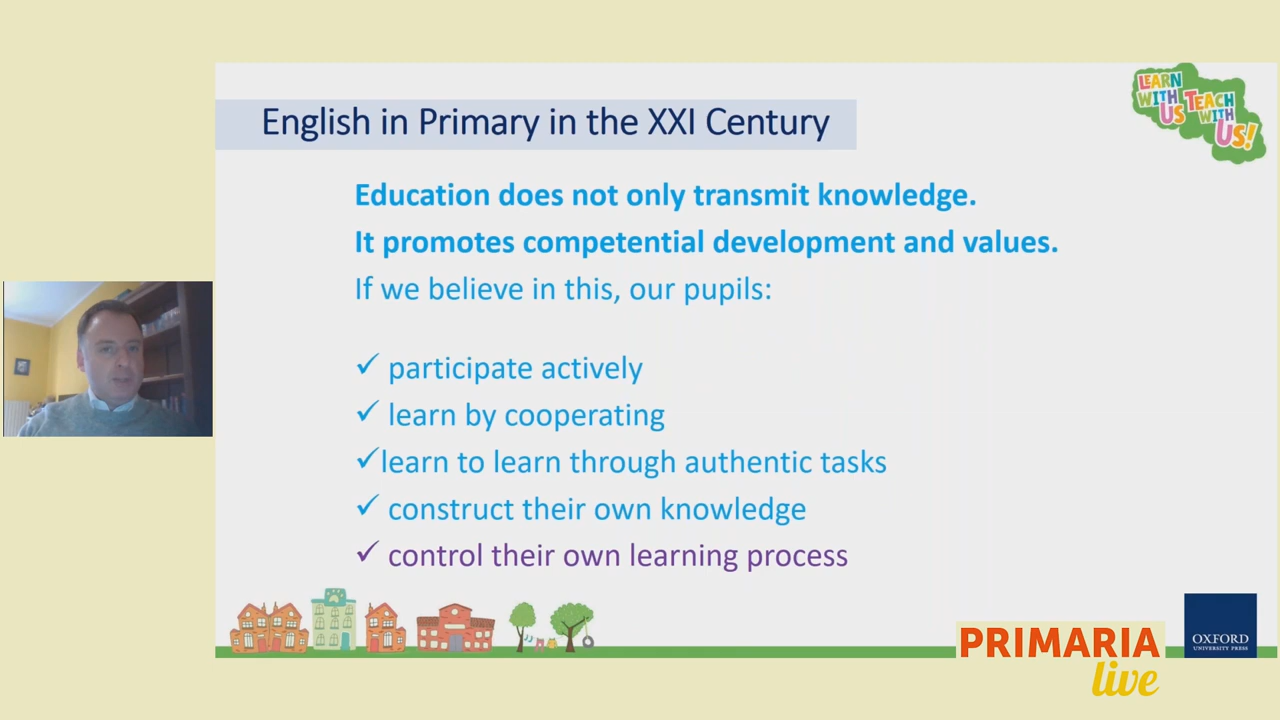 English in Primary in the XXI Century
LEARN
WITH
US
TEACH
WITH
US!
Education does not only transmit knowledge.
It promotes competential development and values.
If we believe in this, our pupils:
✓ participate actively
✓ learn by cooperating
✓learn to learn through authentic tasks
✓ construct their own knowledge
✓ control their own learning process
PRIMARIA
live
OXFORD
UNIVERSITY PRESS